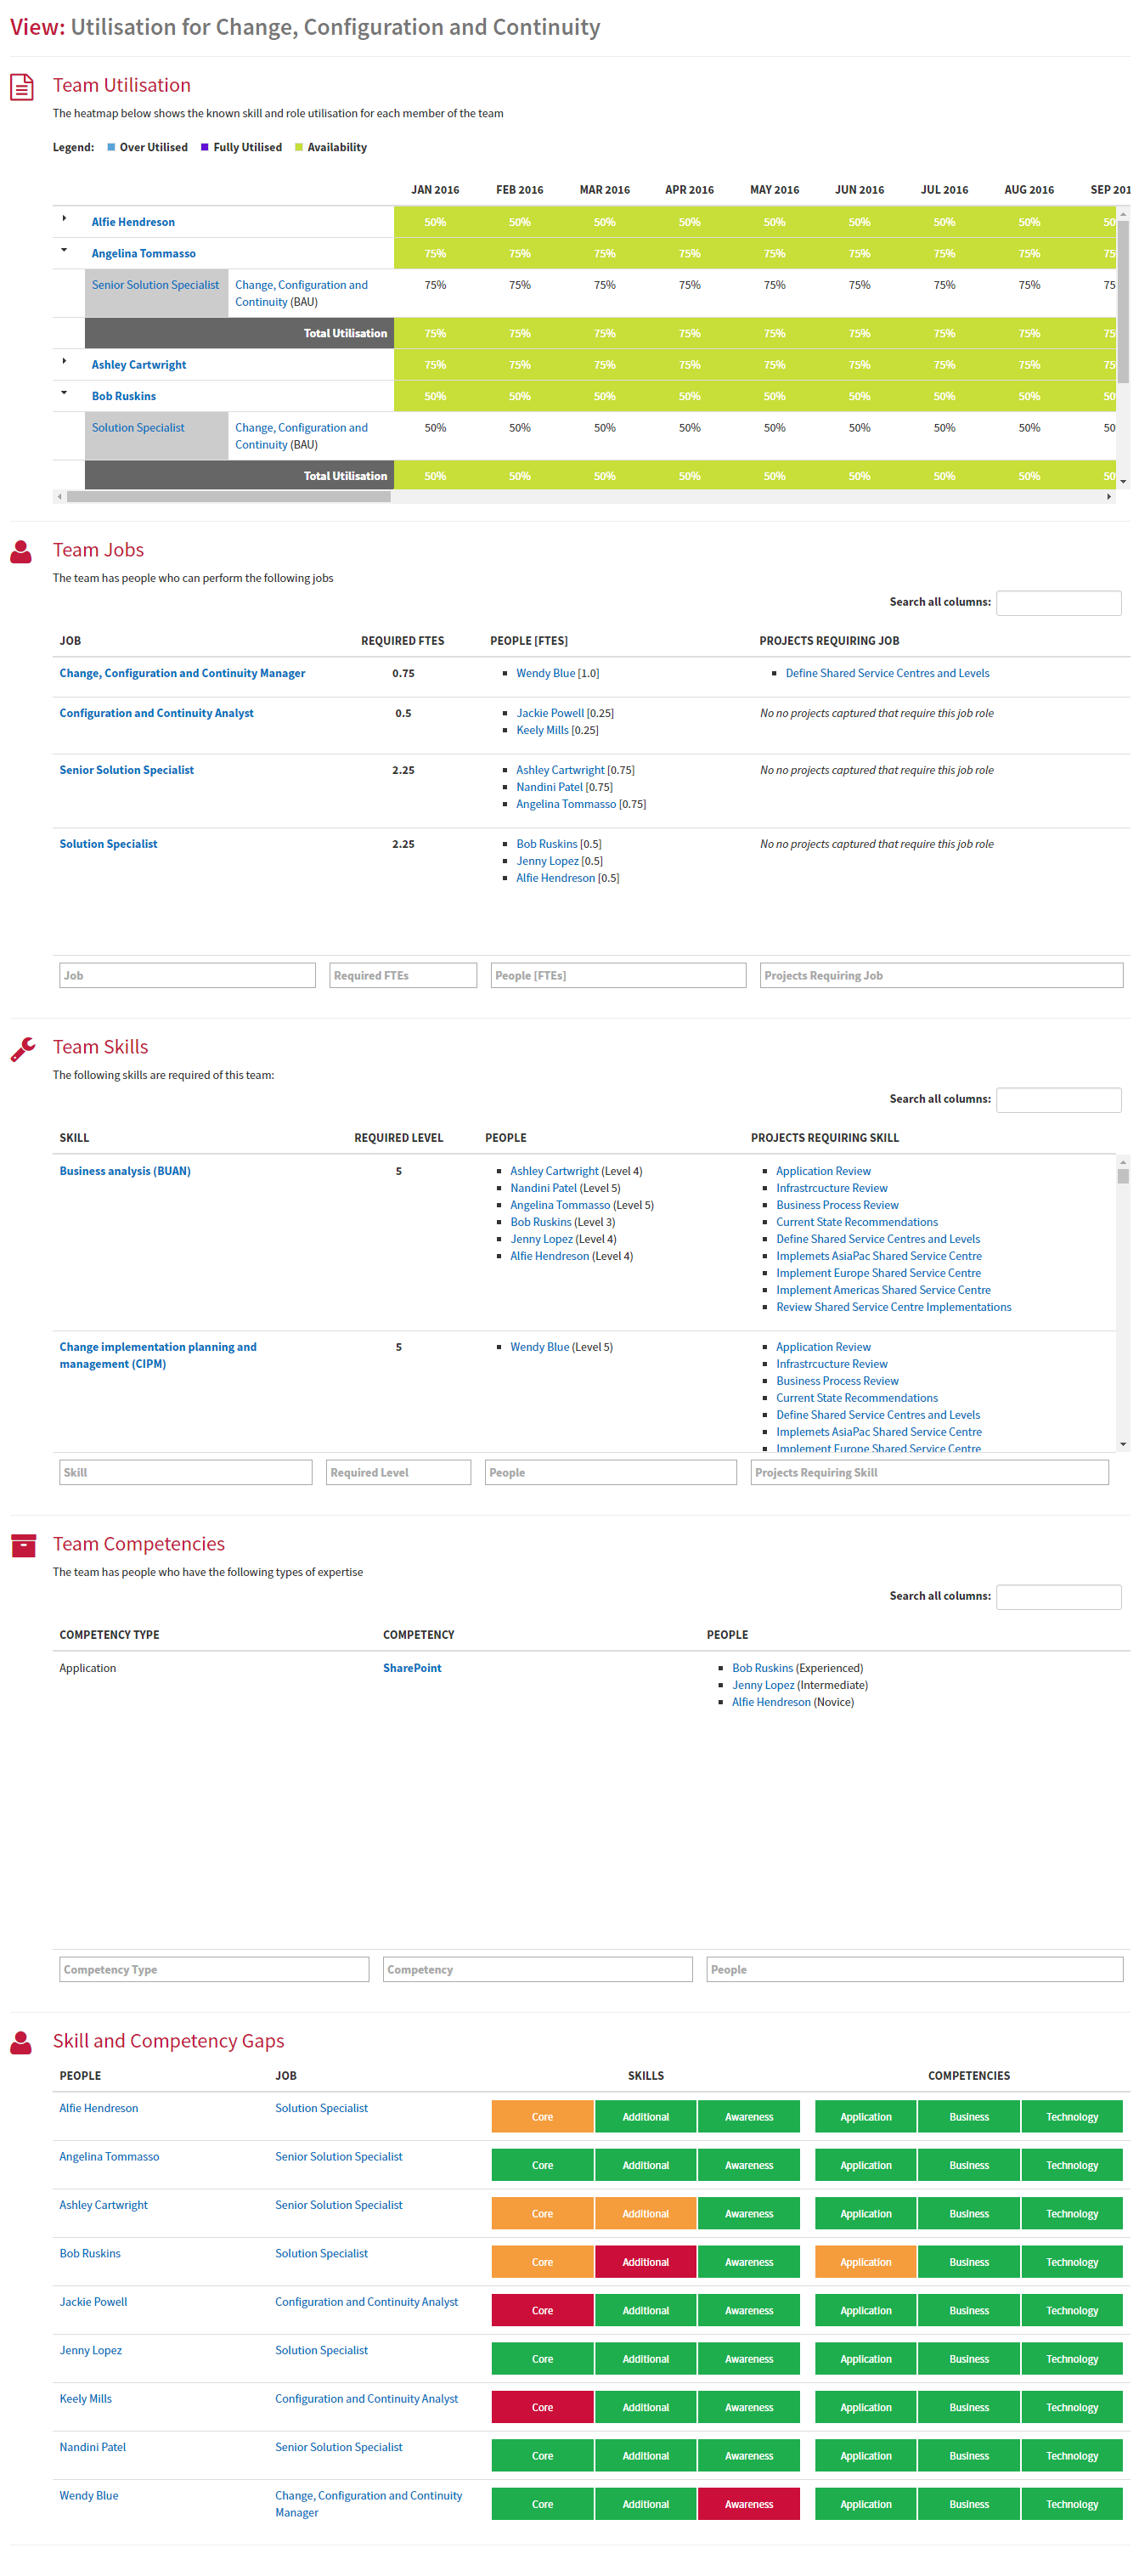 View: Utilisation for Change, Configuration and Continuity
Team Utilisation
The heatmap below shows the known skill and role utilisation for each member of the team
Legend: Over Utilised Fully Utilised Availability
JAN 2016 FEB 2016 MAR 2016 APR 2016 MAY 2016 JUN 2016 JUL 2016 AUG 2016 SEP 201
Alfie Hendreson 50% 50% 50% 50% 50% 50% 50% 50% 50
Angelina Tommasso 75% 75% 75% 75% 75% 75% 75% 75% 75
Senior Solution Specialist Change, Configuration and 75% 75% 75% 75% 75% 75% 75% 75% 75
Continuity (BAU)
Total Utilisation 75% 75% 75% 75% 75% 75% 75% 75% 75
Ashley Cartwright 75% 75% 75% 75% 75% 75% 75% 75% 75
Bob Ruskins 50% 50% 50% 50% 50% 50% 50% 50% 50
Solution Specialist Change, Configuration and 50% 50% 50% 50% 50% 50% 50% 50% 50
Continuity (BAU)
Total Utilisation 50% 50% 50% 50% 50% 50% 50% 50% 50
Team Jobs
The team has people who can perform the following jobs
Search all columns:
JOB REQUIRED FTES PEOPLE [FTES] PROJECTS REQUIRING JOB
Change, Configuration and Continuity Manager 0.75 Wendy Blue [1.0] Define Shared Service Centres and Levels
Configuration and Continuity Analyst 0.5 Jackie Powell [0.25] No no projects captured that require this job role
Keely Mills [0.25]
Senior Solution Specialist 2.25 Ashley Cartwright [0.75] No no projects captured that require this job role
Nandini Patel [0.75]
Angelina Tommasso [0.75]
Solution Specialist 2.25 Bob Ruskins [0.5] No no projects captured that require this job role
Jenny Lopez [0.5]
Alfie Hendreson [0.5]
Job Required FTEs People [FTEs] Projects Requiring Job
Team Skills
The following skills are required of this team:
Search all columns:
SKILL REQUIRED LEVEL PEOPLE PROJECTS REQUIRING SKILL
Business analysis (BUAN) 5 Ashley Cartwright (Level 4) Application Review
Nandini Patel (Level 5) Infrastrcucture Review
Angelina Tommasso (Level 5) Business Process Review
Bob Ruskins (Level 3) Current State Recommendations
Jenny Lopez (Level 4) Define Shared Service Centres and Levels
Alfie Hendreson (Level 4) Implemets AsiaPac Shared Service Centre
Implement Europe Shared Service Centre
Implement Americas Shared Service Centre
Review Shared Service Centre Implementations
Change implementation planning and 5 Wendy Blue (Level 5) Application Review
management (CIPM) Infrastrcucture Review
Business Process Review
Current State Recommendations
Define Shared Service Centres and Levels
Implemets AsiaPac Shared Service Centre
Implement Europe Shared Service Centre
Skill Required Level People Projects Requiring Skill
Team Competencies
The team has people who have the following types of expertise
Search all columns:
COMPETENCY TYPE COMPETENCY PEOPLE
Application SharePoint Bob Ruskins (Experienced)
Jenny Lopez (Intermediate)
Alfie Hendreson (Novice)
Competency Type Competency People
Skill and Competency Gaps
PEOPLE JOB SKILLS COMPETENCIES
Alfie Hendreson Solution Specialist Core Additional Awareness Application Business Technology
Angelina Tommasso Senior Solution Specialist Core Additional Awareness Application Business Technology
Ashley Cartwright Senior Solution Specialist Core Additional Awareness Application Business Technology
Bob Ruskins Solution Specialist Core Additional Awareness Application Business Technology
Jackie Powell Configuration and Continuity Analyst Core Additional Awareness Application Business Technology
Jenny Lopez Solution Specialist Core Additional Awareness Application Business Technology
Keely Mills Configuration and Continuity Analyst Core Additional Awareness Application Business Technology
Nandini Patel Senior Solution Specialist Core Additional Awareness Application Business Technology
Wendy Blue Change, Configuration and Continuity Core Additional Awareness Application Business Technology
Manager